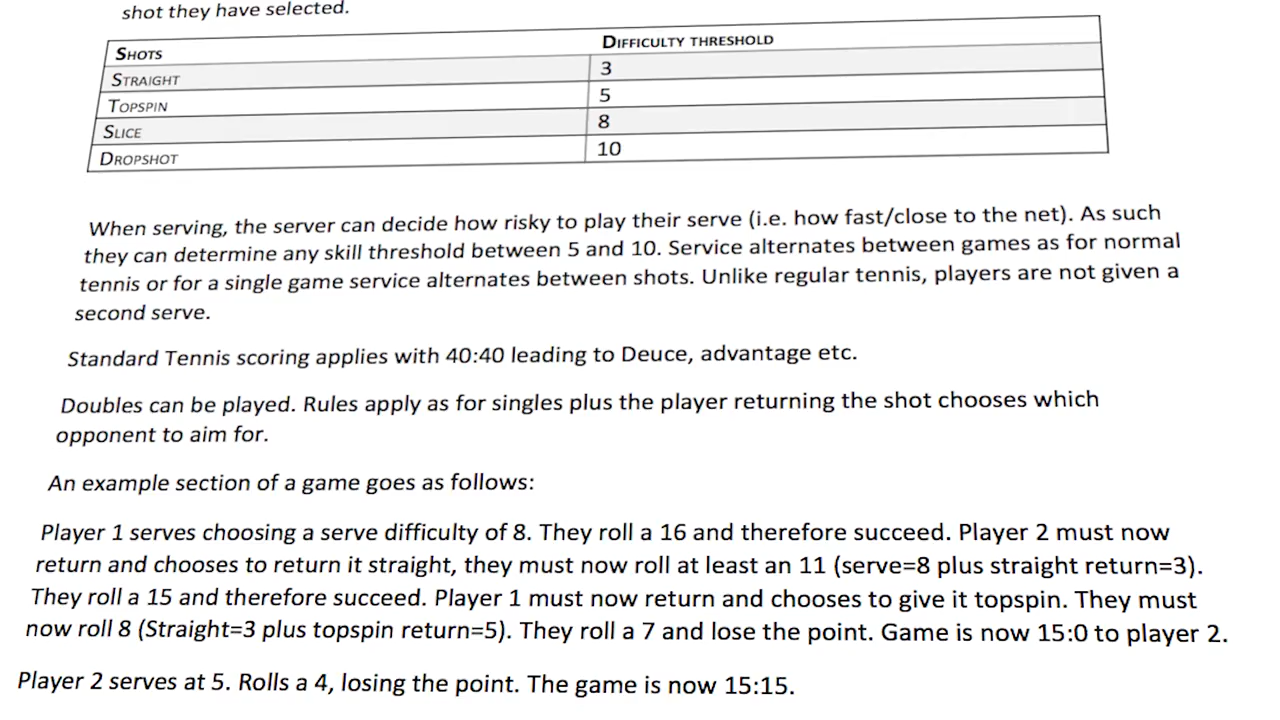 shot they have selected.
SHOTS DIFFICULTY THRESHOLD
STRAIGHT 3
TOPSPIN 5
SLICE 8
DROPSHOT 10
When serving, the server can decide how risky to play their serve (i.e. how fast/close to the net). As such
they can determine any skill threshold between 5 and 10. Service alternates between games as for normal
tennis or for a single game service alternates between shots. Unlike regular tennis, players are not given a
second serve.
Standard Tennis scoring applies with 40:40 leading to Deuce, advantage etc.
Doubles can be played. Rules apply as for singles plus the player returning the shot chooses which
opponent to aim for.
An example section of a game goes as follows:
Player 1 serves choosing a serve difficulty of 8. They roll a 16 and therefore succeed. Player 2 must now
return and chooses to return it straight, they must now roll at least an 11 (serve=8 plus straight return=3).
They roll a 15 and therefore succeed. Player 1 must now return and chooses to give it topspin. They must
now roll 8 (Straight=3 plus topspin return=5). They roll a 7 and lose the point. Game is now 15:0 to player 2.
Player 2 serves at 5. Rolls a 4, losing the point. The game is now 15:15.